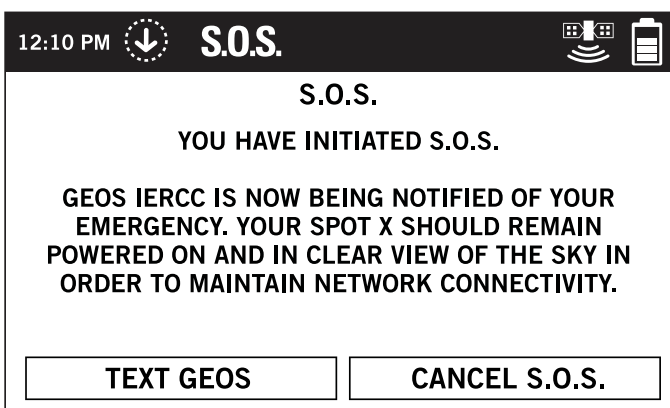 12:10 PM S.O.S.
S.O.S.
YOU HAVE INITIATED S.O.S.
GEOS IERCC IS NOW BEING NOTIFIED OF YOUR
EMERGENCY. YOUR SPOT X SHOULD REMAIN
POWERED ON AND IN CLEAR VIEW OF THE SKY IN
ORDER TO MAINTAIN NETWORK CONNECTIVITY.
TEXT GEOS CANCEL S.O.S.